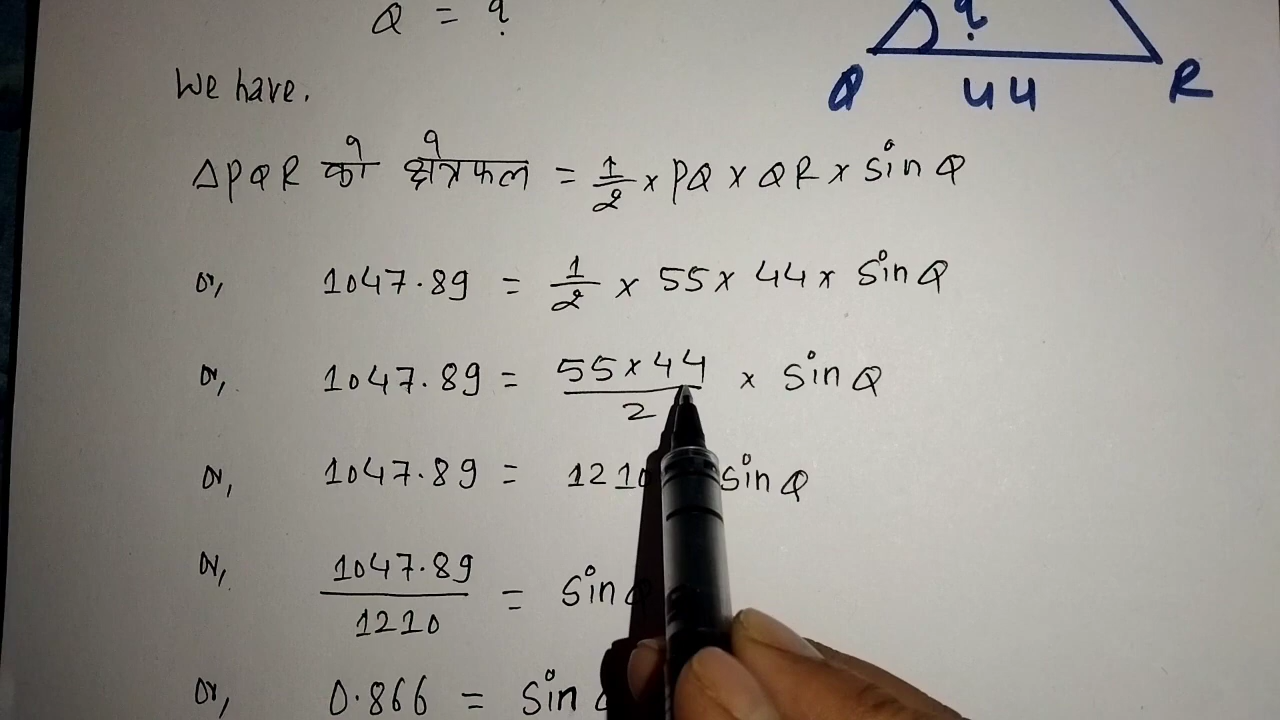 Q = ?
?
Q 44 R
We have,
ΔPQR को क्षेत्रफल = 1/2 × PQ × QR × sin Q
or, 1047.89 = 1/2 × 55 × 44 × sin Q
or, 1047.89 = 55 × 44 / 2 × sin Q
or, 1047.89 = 1210 sin Q
or, 1047.89 / 1210 = sin
or, 0.866 = sin